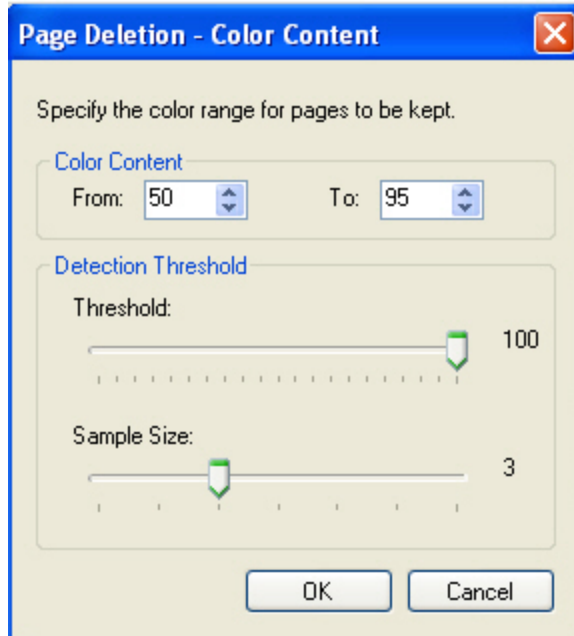 Page Deletion - Color Content
Specify the color range for pages to be kept.
Color Content
From: 50 To: 95
Detection Threshold
Threshold:
100
Sample Size:
3
OK Cancel